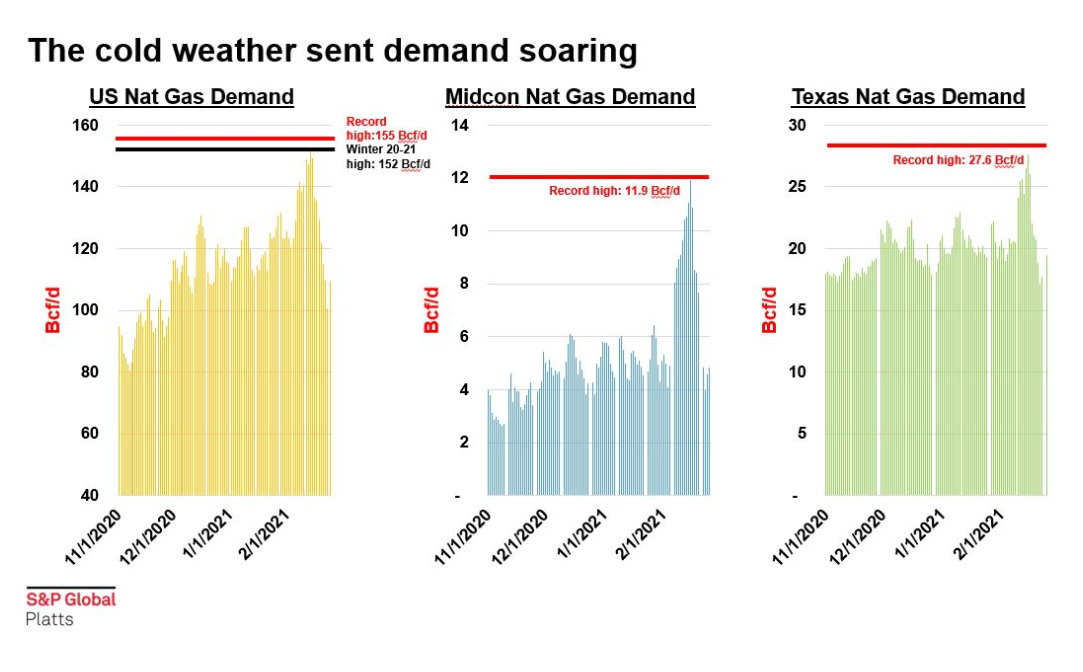 The cold weather sent demand soaring
US Nat Gas Demand
160
140
120
100
80
60
40
Bcf/d
11/1/2020
12/1/2020
1/1/2021
2/1/2021
Record
high:155 Bcf/d
Winter 20-21
high: 152 Bcf/d
Midcon Nat Gas Demand
14
12
10
8
6
4
2
-
Bcf/d
Record high: 11.9 Bcf/d
11/1/2020
12/1/2020
1/1/2021
2/1/2021
Texas Nat Gas Demand
30
25
20
15
10
5
-
Bcf/d
Record high: 27.6 Bcf/d
11/1/2020
12/1/2020
1/1/2021
2/1/2021
S&P Global
Platts